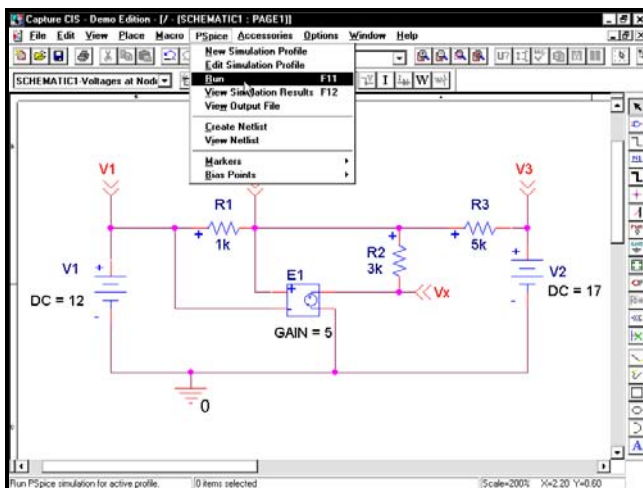 Capture CIS - Demo Edition - [/ - (SCHEMATIC1 : PAGE1)]
File Edit View Place Macro PSpice Accessories Options Window Help
New Simulation Profile
Edit Simulation Profile
Run F11
View Simulation Results F12
View Output File
Create Netlist
View Netlist
Markers
Bias Points
SCHEMATIC1-Voltages at Node
I
W
V1
V3
R1
1k
R3
5k
R2
3k
V1
DC = 12
E1
GAIN = 5
Vx
V2
DC = 17
0
Run PSpice simulation for active profile. 0 items selected Scale=200% X=2.20 Y=0.60